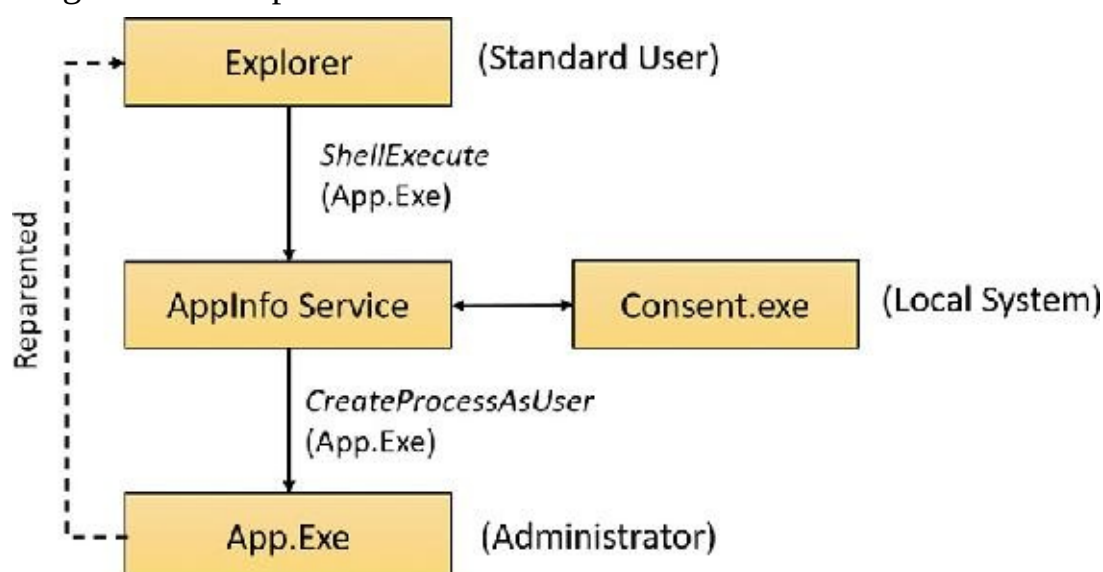 Explorer
(Standard User)
ShellExecute
(App.Exe)
Reparented
AppInfo Service
Consent.exe
(Local System)
CreateProcessAsUser
(App.Exe)
App.Exe
(Administrator)